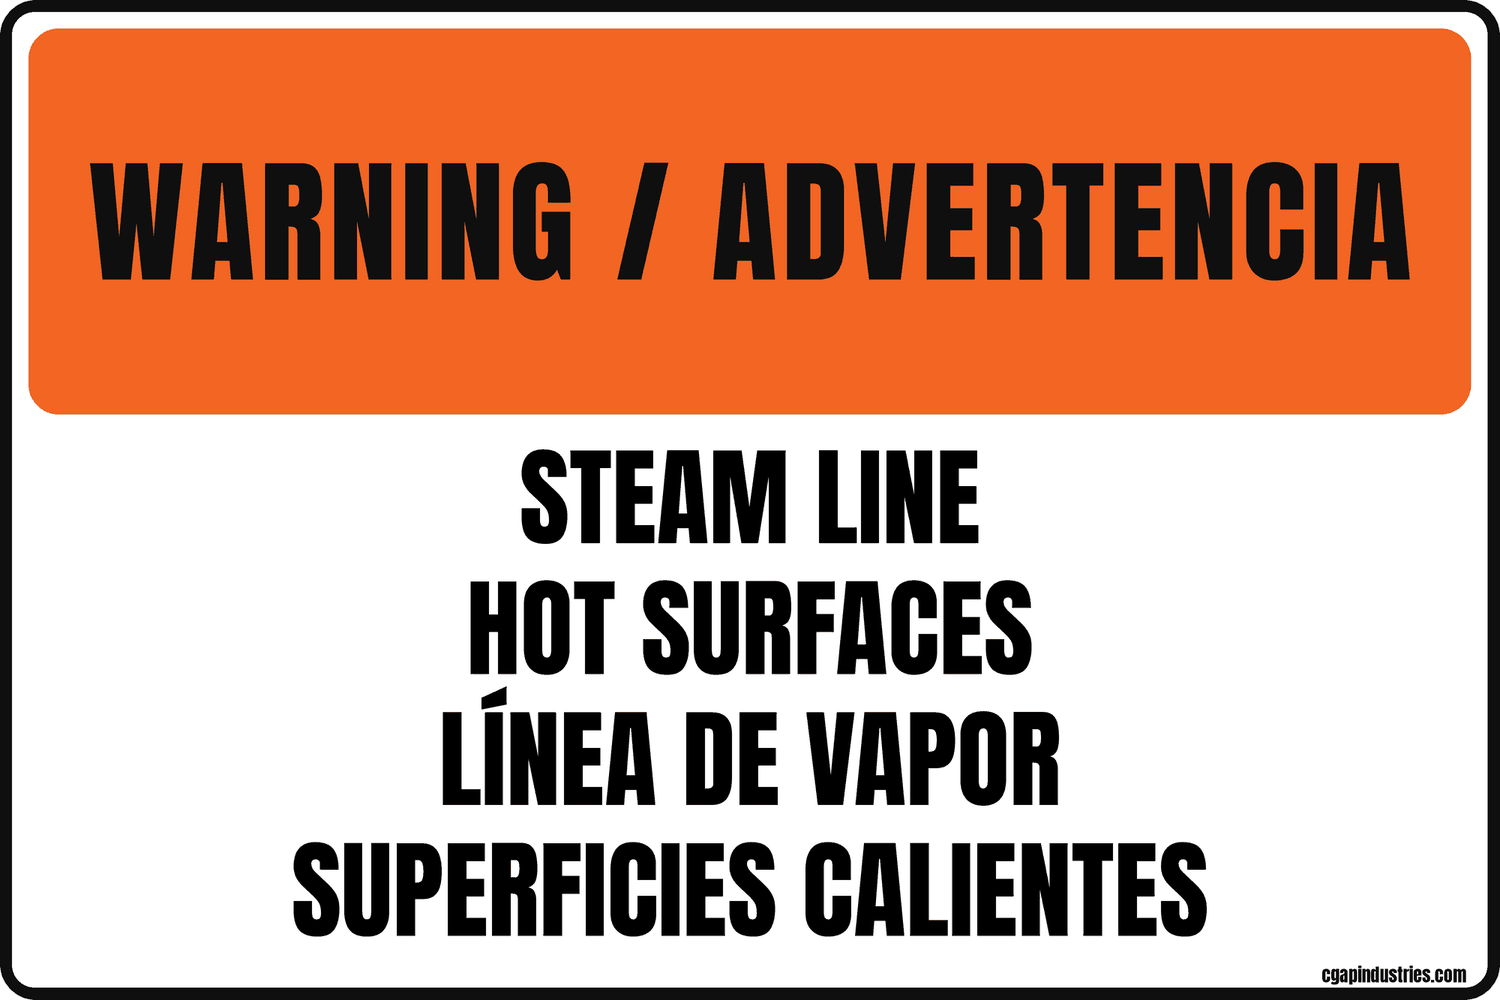 WARNING / ADVERTENCIA
STEAM LINE
HOT SURFACES
LÍNEA DE VAPOR
SUPERFICIES CALIENTES
cgapindustries.com